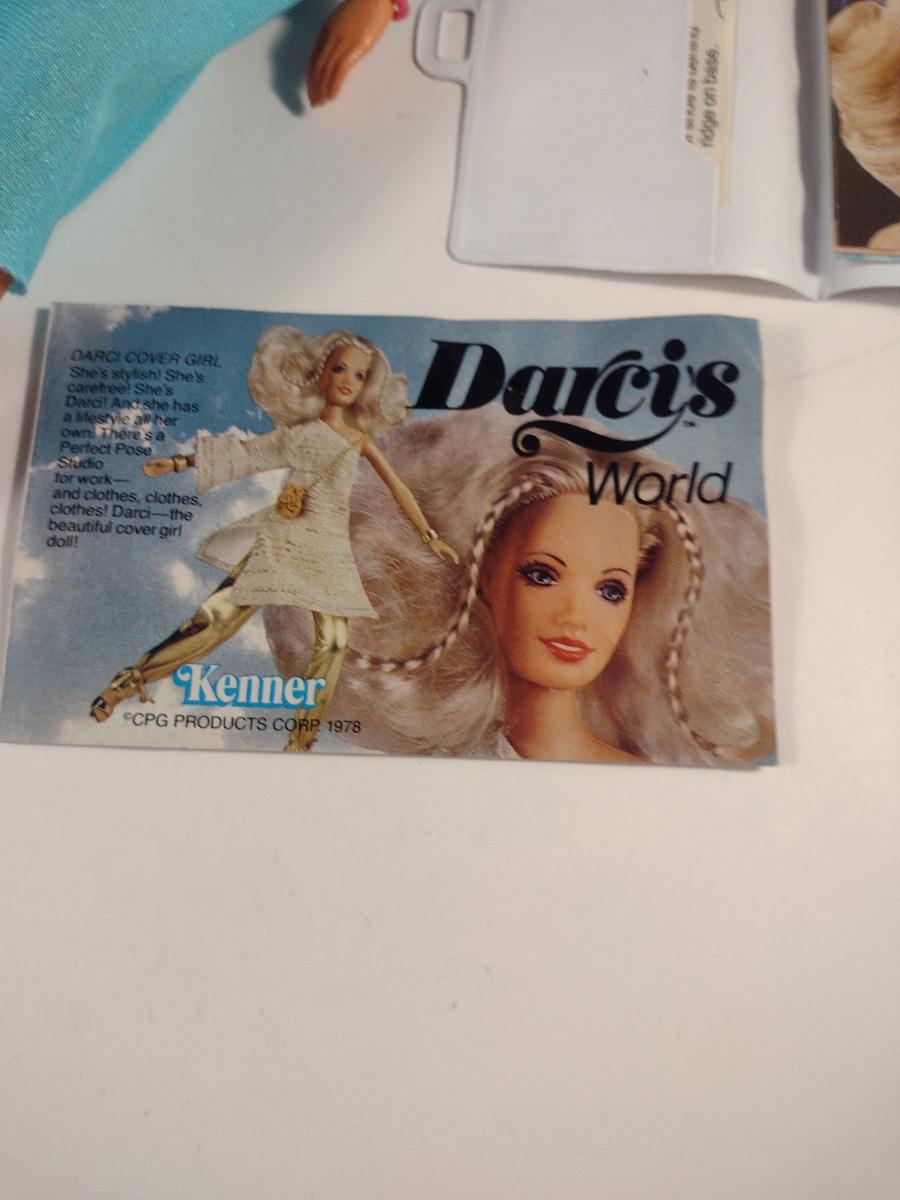 ridge on base.
Darci's
™
World
DARCI COVER GIRL
She's stylish! She's
carefree! She's
Darci! And she has
a lifestyle all her
own! There's a
Perfect Pose
Studio
for work—
and clothes, clothes,
clothes! Darci—the
beautiful cover girl
doll!
Kenner
©CPG PRODUCTS CORP. 1978